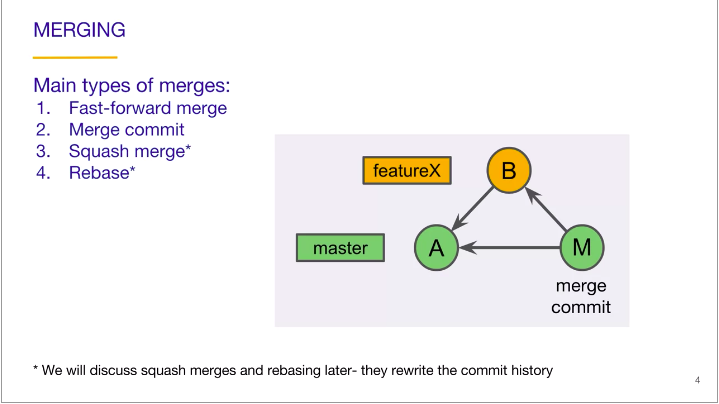 MERGING
Main types of merges:
1. Fast-forward merge
2. Merge commit
3. Squash merge*
4. Rebase*
featureX
B
master
A
M
merge
commit
* We will discuss squash merges and rebasing later- they rewrite the commit history
4